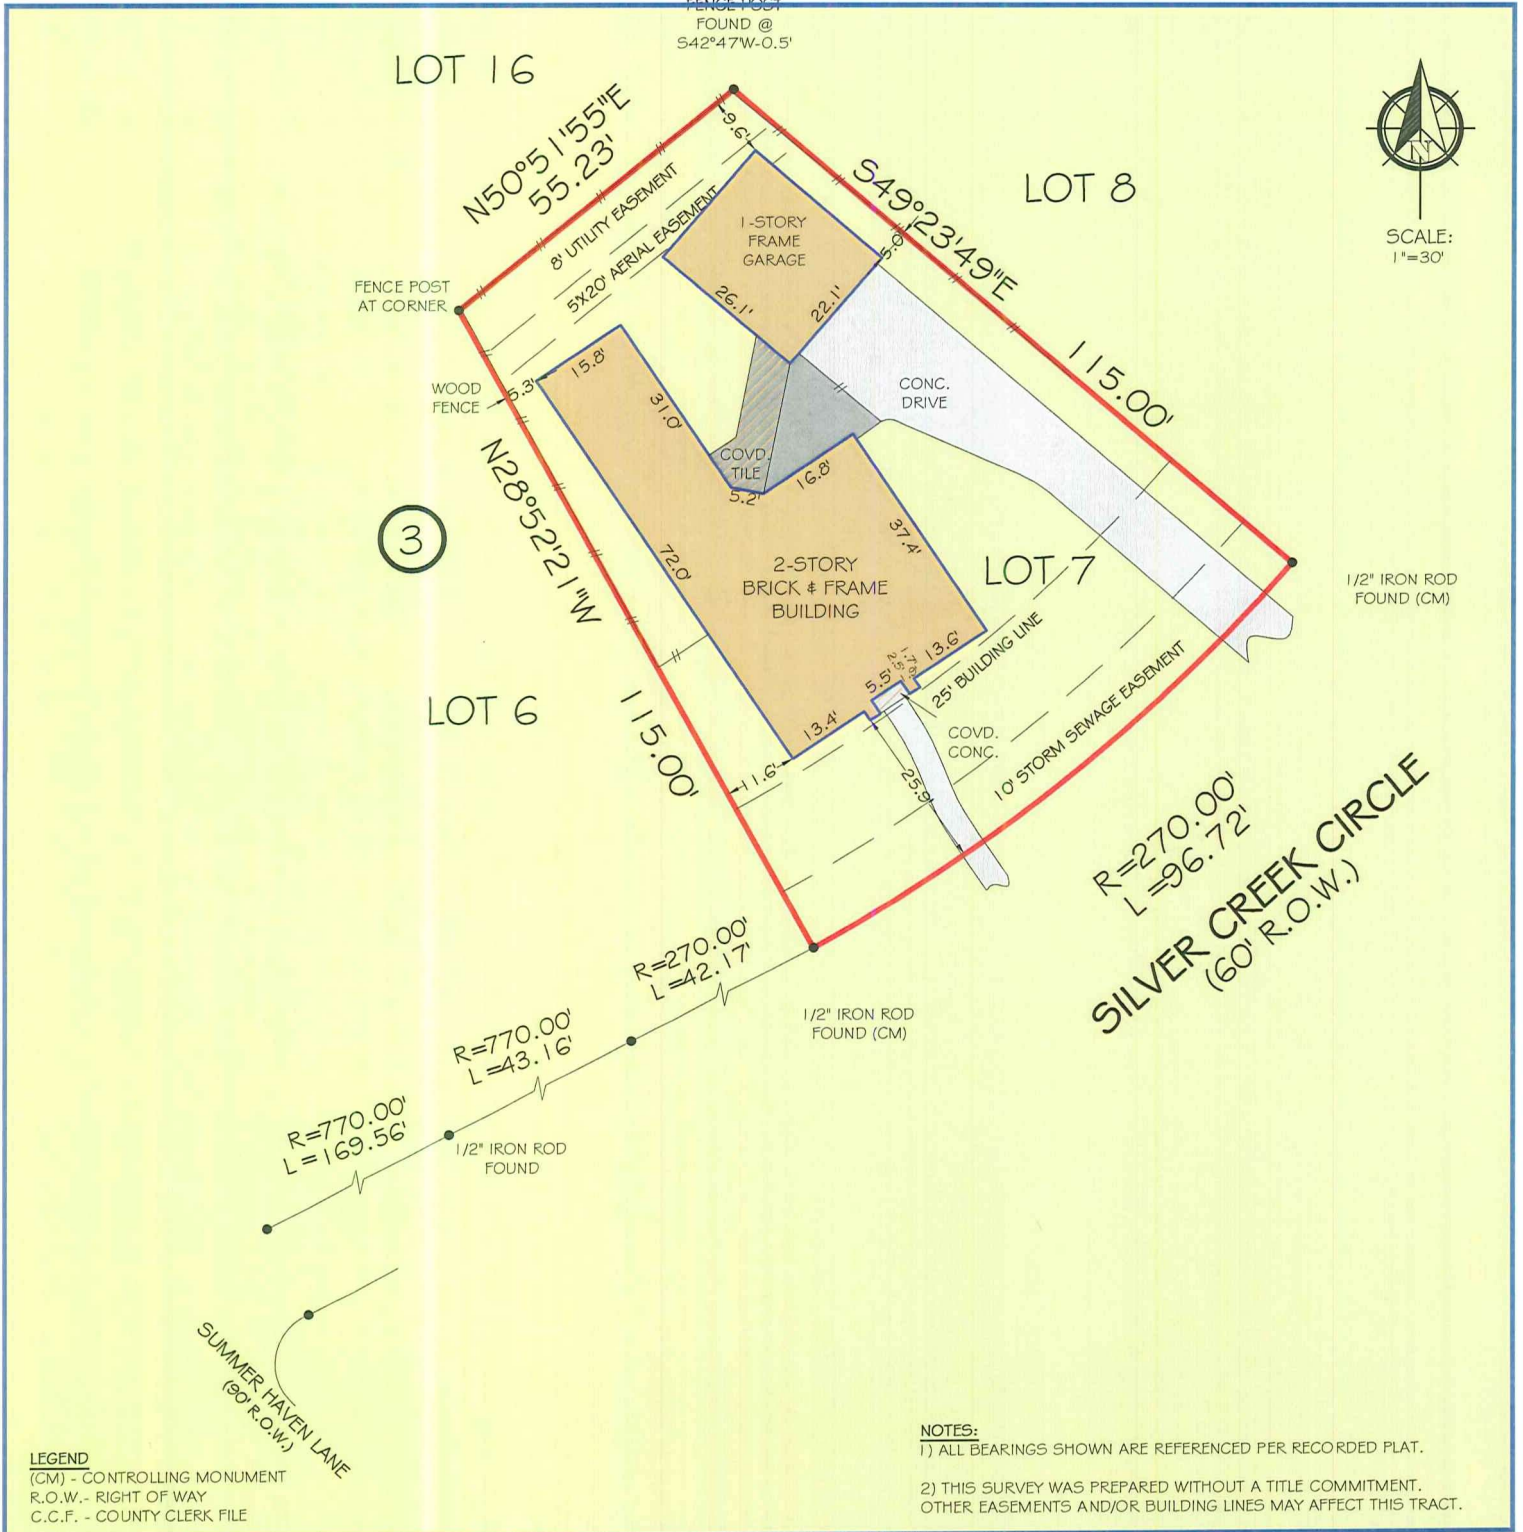 FENCE POST
FOUND @
S42°47'W-0.5'
LOT 16
N50°51'55"E
55.23'
9.6'
8' UTILITY EASEMENT
5'X20' AERIAL EASEMENT
1-STORY
FRAME
GARAGE
S49°23'49"E
115.00'
5.0'
LOT 8
N
SCALE:
1"=30'
FENCE POST
AT CORNER
26.1'
22.1'
WOOD
FENCE
5.3'
15.8'
31.0'
CONC.
DRIVE
COVD.
TILE
5.2'
16.8'
N28°52'21"W
115.00'
3
72.0'
37.4'
2-STORY
BRICK & FRAME
BUILDING
LOT 7
1/2" IRON ROD
FOUND (CM)
LOT 6
13.6'
1.7'
2.5'
5.5'
13.4'
11.6'
25' BUILDING LINE
COVD.
CONC.
25.9'
10' STORM SEWAGE EASEMENT
R=270.00'
L=96.72'
SILVER CREEK CIRCLE
(60' R.O.W.)
R=270.00'
L=42.17'
1/2" IRON ROD
FOUND (CM)
R=770.00'
L=43.16'
R=770.00'
L=169.56'
1/2" IRON ROD
FOUND
SUMMER HAVEN LANE
(90' R.O.W.)
LEGEND
(CM) - CONTROLLING MONUMENT
R.O.W.- RIGHT OF WAY
C.C.F. - COUNTY CLERK FILE
NOTES:
1) ALL BEARINGS SHOWN ARE REFERENCED PER RECORDED PLAT.
2) THIS SURVEY WAS PREPARED WITHOUT A TITLE COMMITMENT.
OTHER EASEMENTS AND/OR BUILDING LINES MAY AFFECT THIS TRACT.